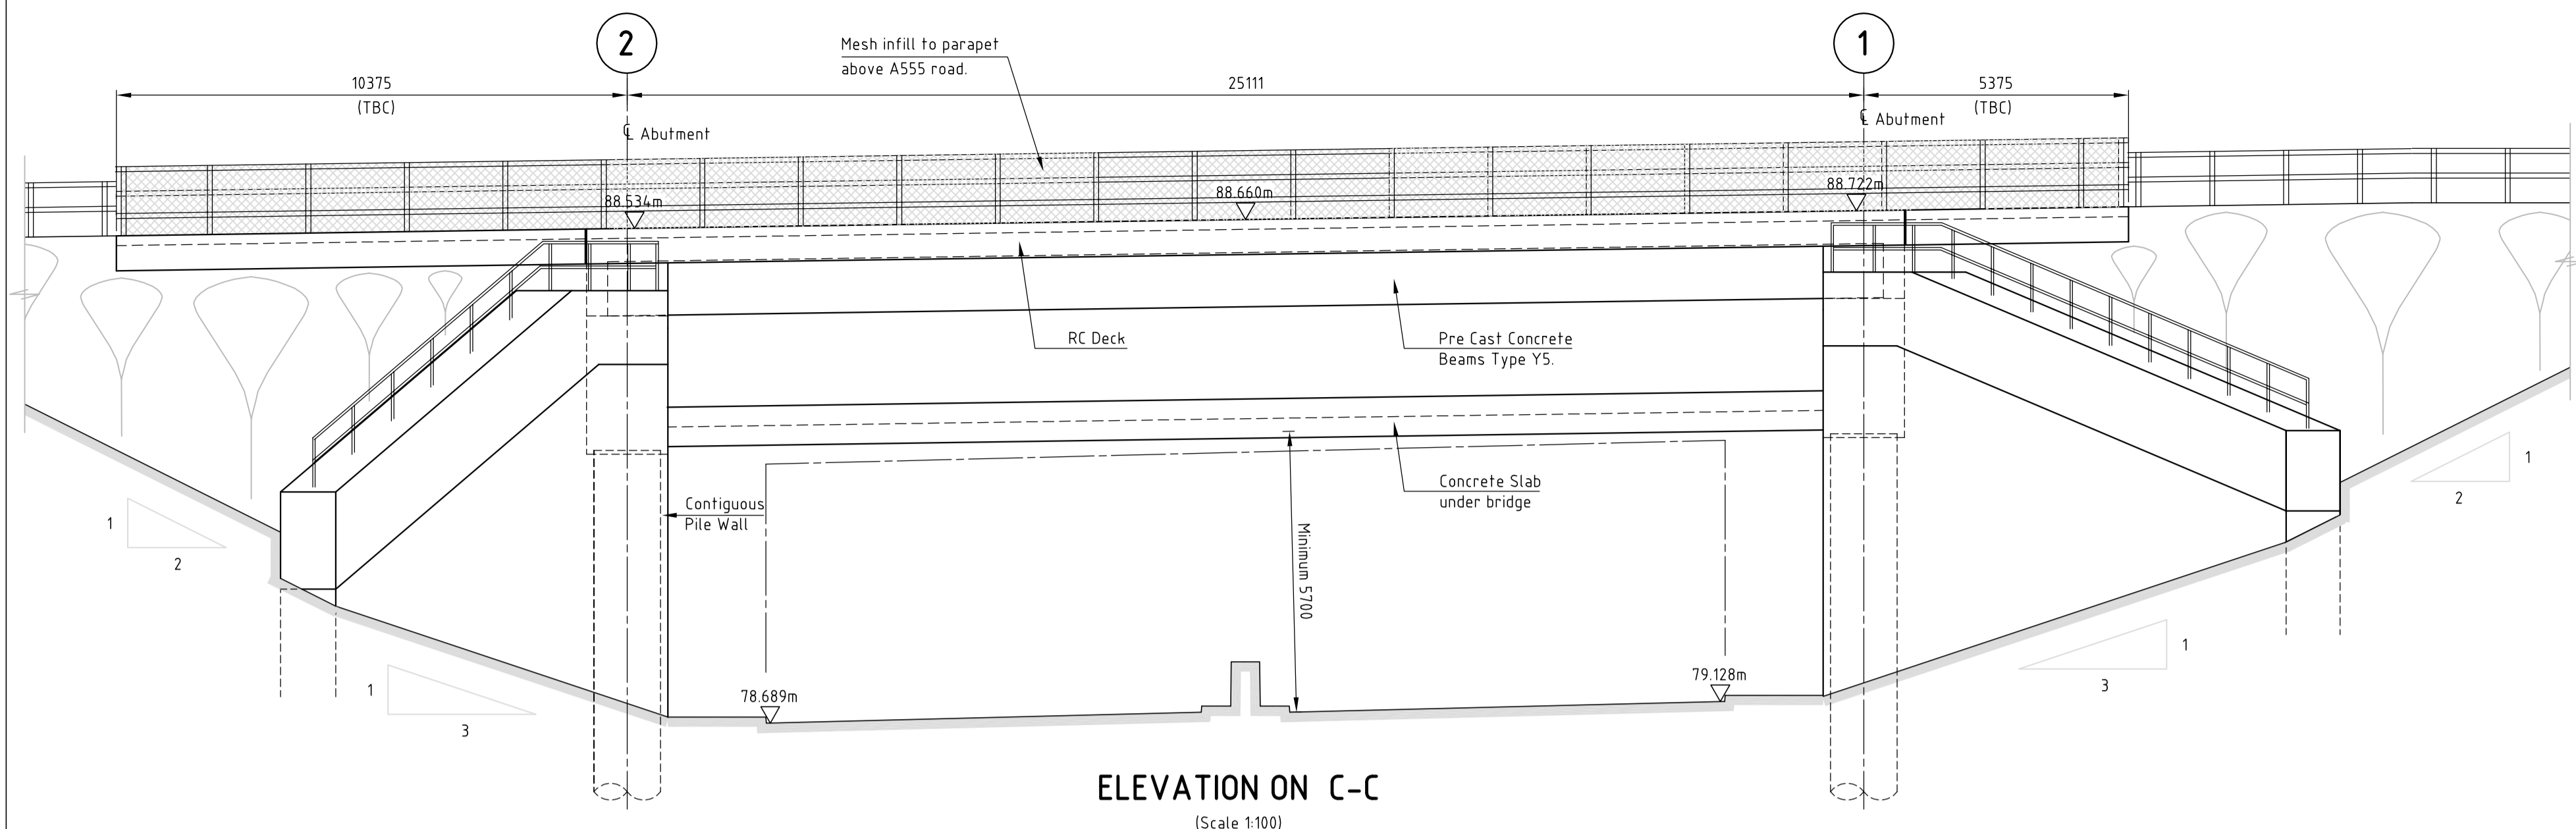 2
1
Mesh infill to parapet
above A555 road.
10375
(TBC)
25111
5375
(TBC)
℄ Abutment
℄ Abutment
88.534m
88.660m
88.722m
RC Deck
Pre Cast Concrete
Beams Type Y5.
Concrete Slab
under bridge
Contiguous
Pile Wall
Minimum 5700
1
2
1
2
1
3
1
3
78.689m
79.128m
ELEVATION ON C-C
(Scale 1:100)